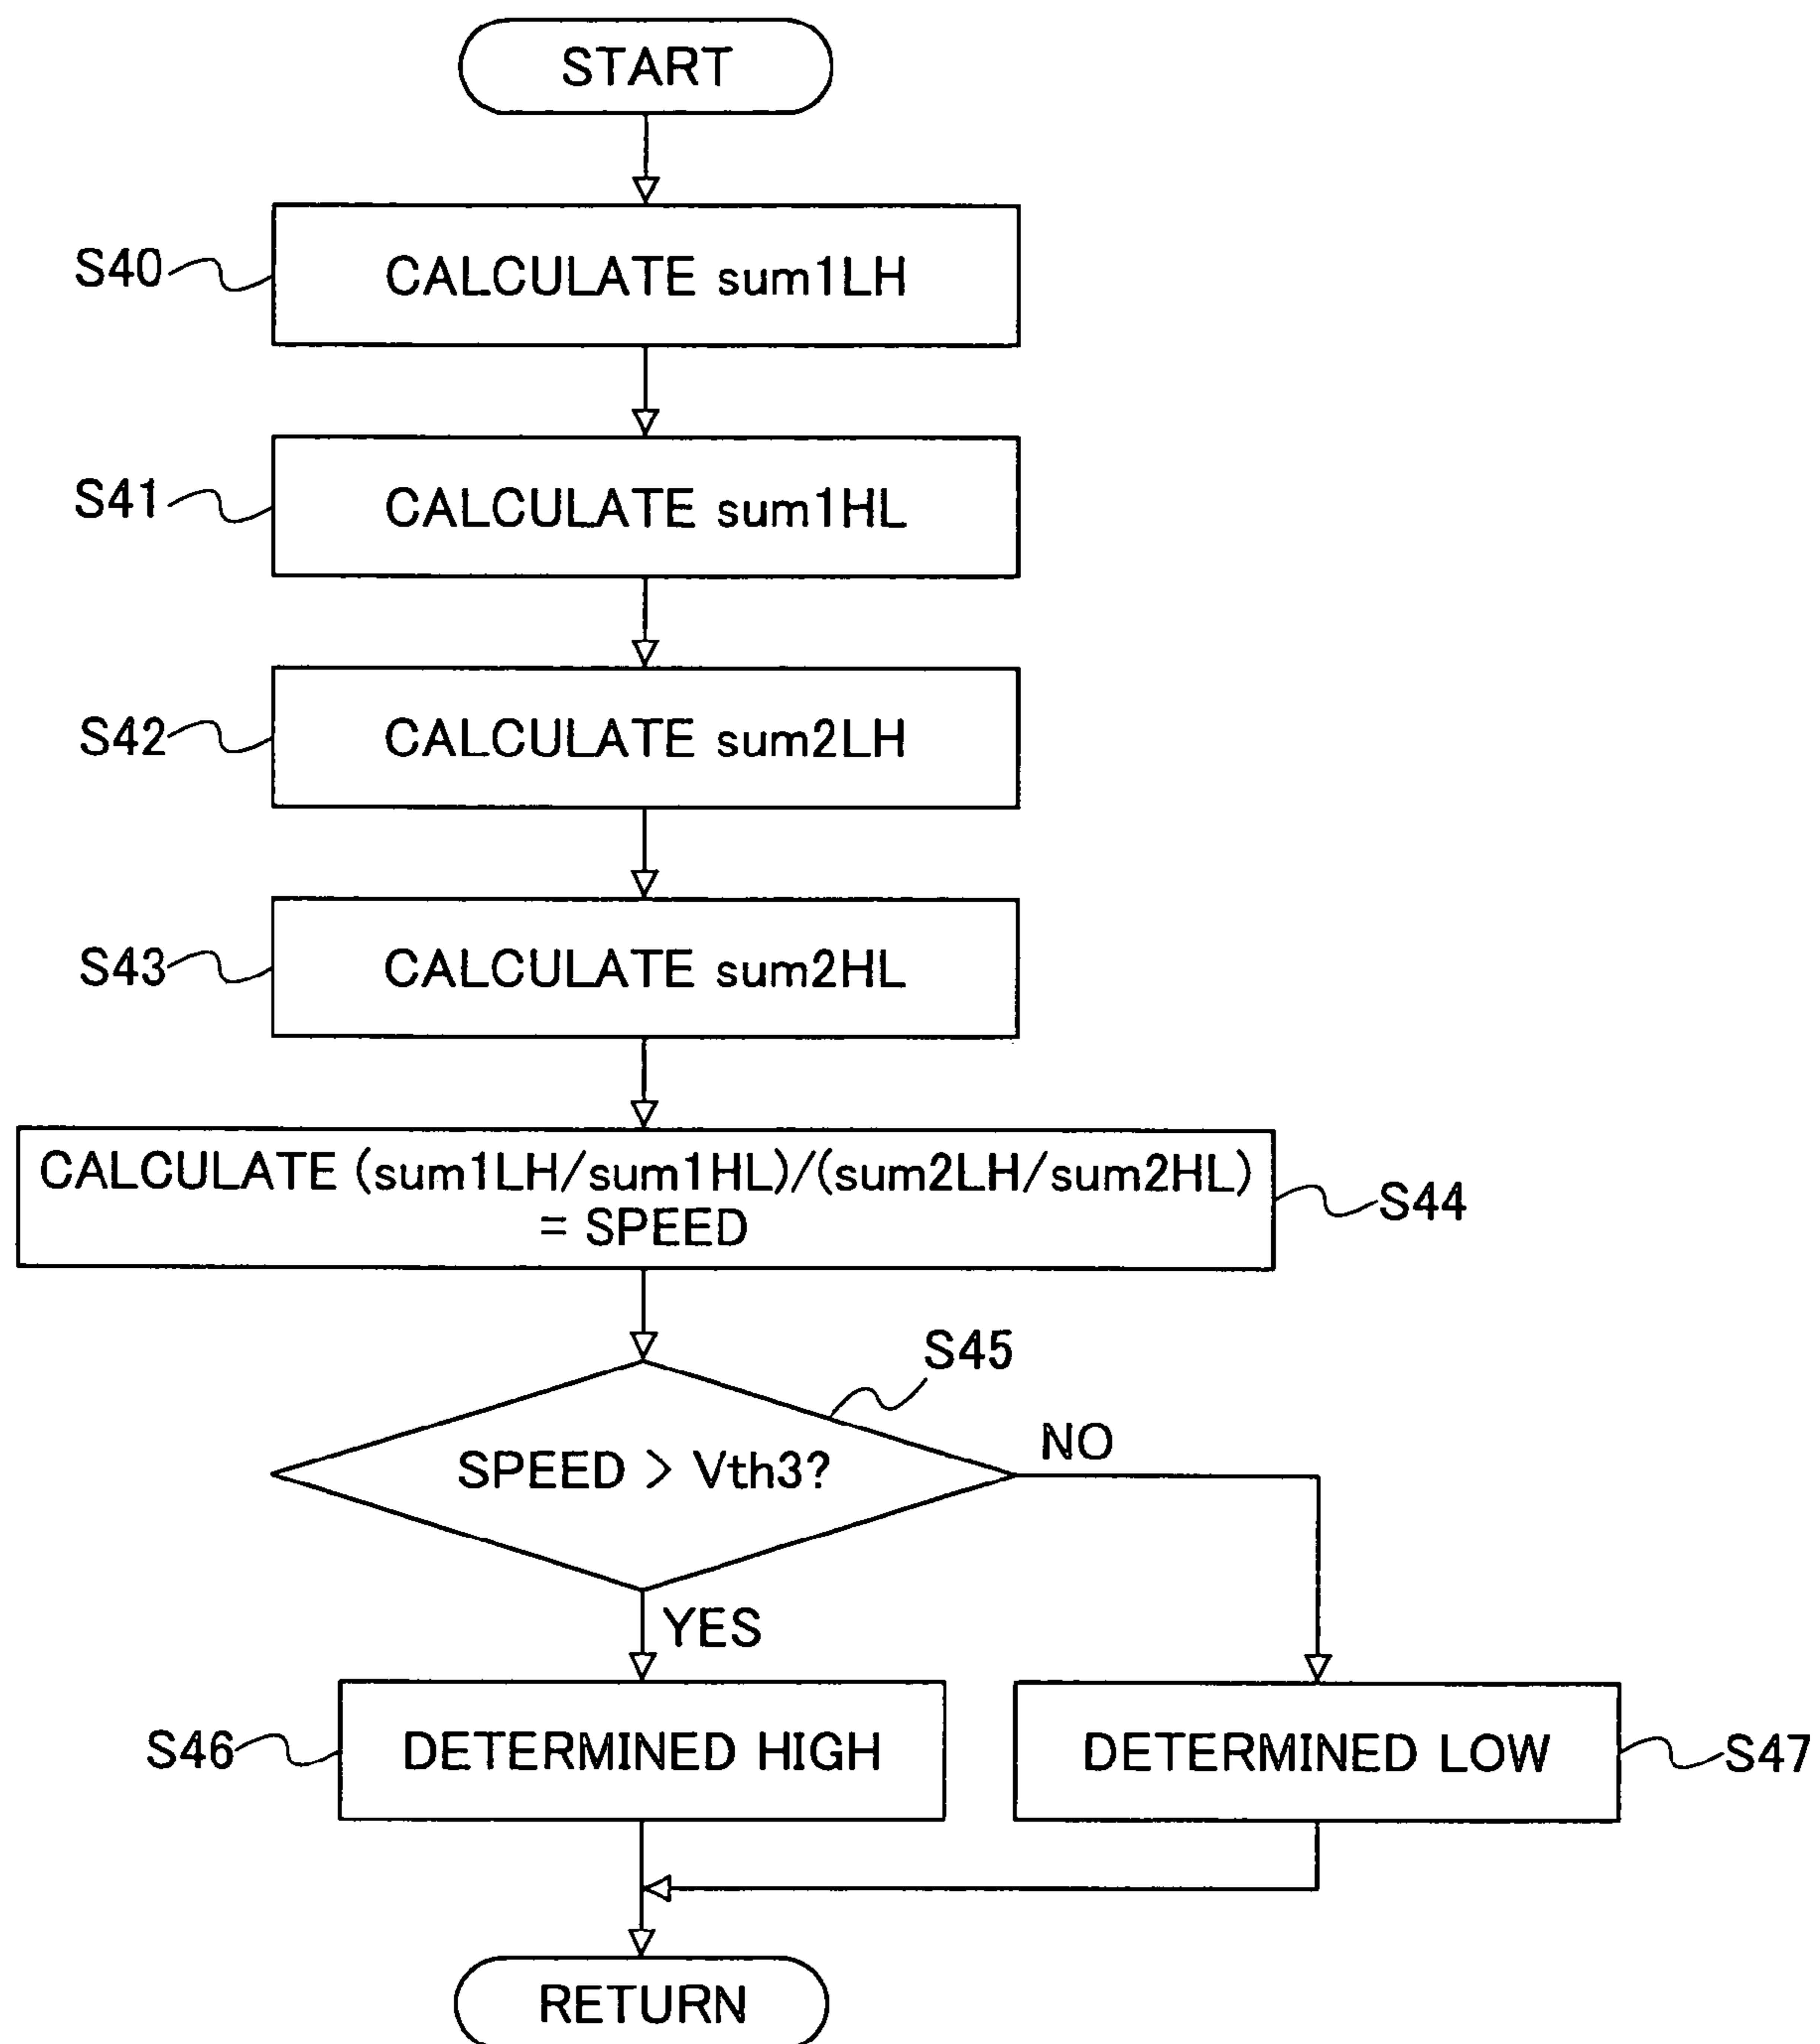 START
S40
CALCULATE sum1LH
S41
CALCULATE sum1HL
S42
CALCULATE sum2LH
S43
CALCULATE sum2HL
CALCULATE (sum1LH/sum1HL)/(sum2LH/sum2HL)
= SPEED
S44
S45
SPEED > Vth3?
NO
YES
S46
DETERMINED HIGH
DETERMINED LOW
S47
RETURN